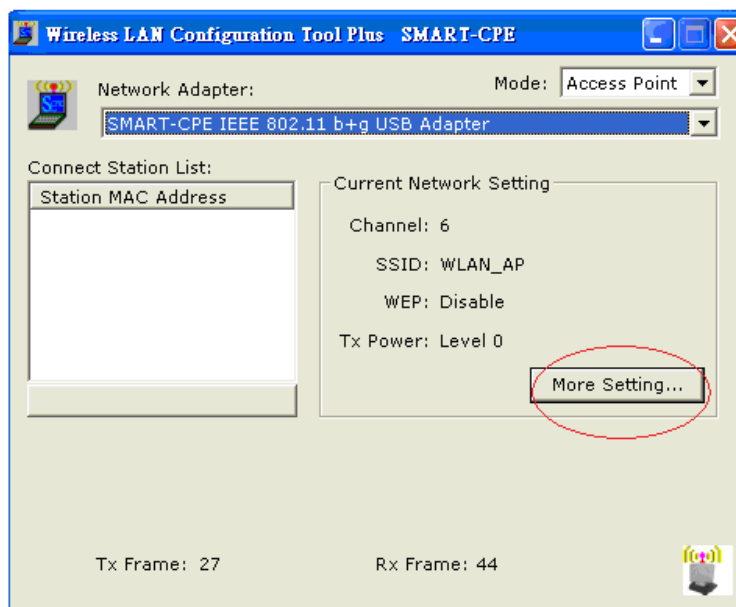 Wireless LAN Configuration Tool Plus SMART-CPE
Network Adapter:
Mode: Access Point
SMART-CPE IEEE 802.11 b+g USB Adapter
Connect Station List:
Station MAC Address
Current Network Setting
Channel: 6
SSID: WLAN_AP
WEP: Disable
Tx Power: Level 0
More Setting...
Tx Frame: 27
Rx Frame: 44